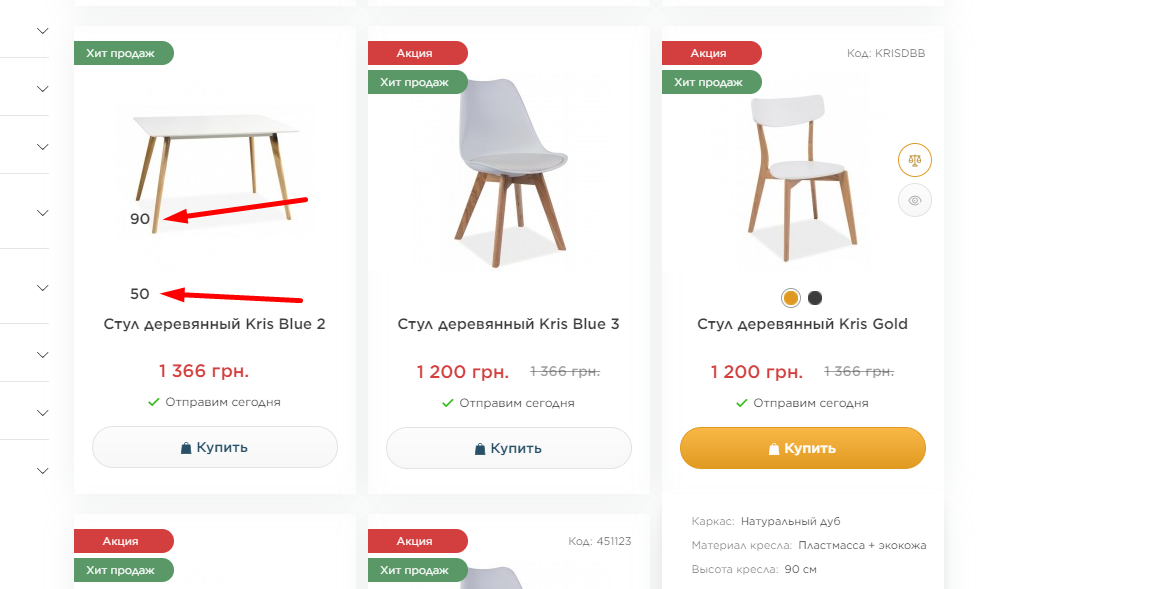 Хит продаж
90
50
Стул деревянный Kris Blue 2
1 366 грн.
Отправим сегодня
Купить
Акция
Хит продаж
Стул деревянный Kris Blue 3
1 200 грн. 1 366 грн.
Отправим сегодня
Купить
Акция
Код: KRISDBB
Хит продаж
Стул деревянный Kris Gold
1 200 грн. 1 366 грн.
Отправим сегодня
Купить
Каркас: Натуральный дуб
Материал кресла: Пластмасса + экокожа
Высота кресла: 90 см
Акция
Хит продаж
Акция
Код: 451123
Хит продаж